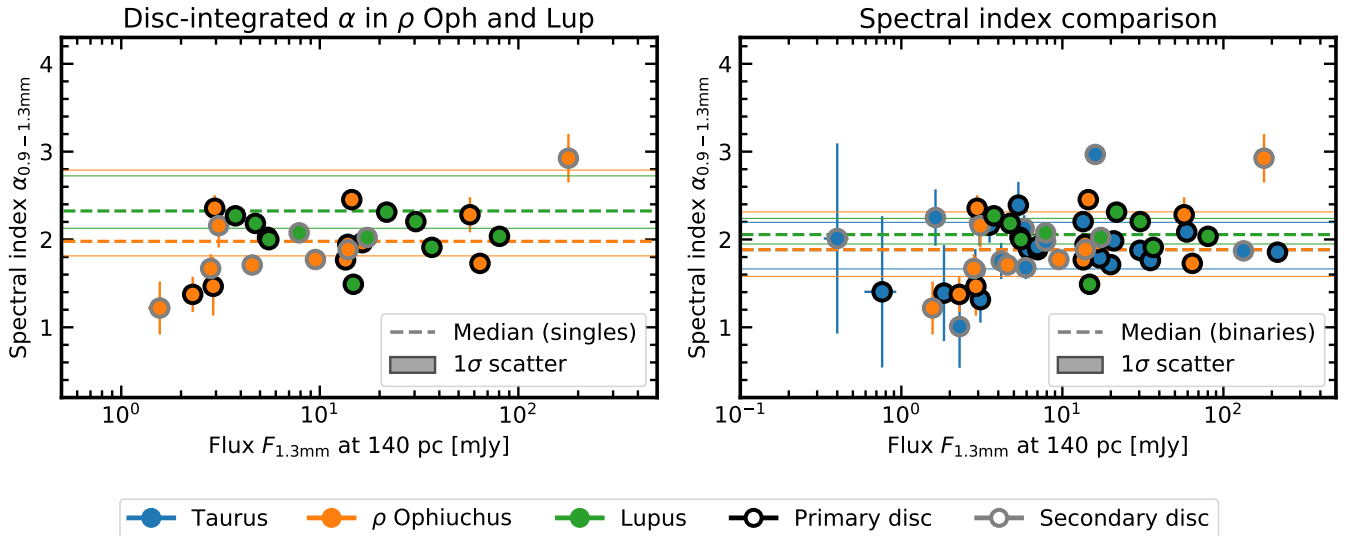 Disc-integrated α in ρ Oph and Lup
Spectral index α0.9−1.3mm
4
3
2
1
Median (singles)
1σ scatter
10^0
10^1
10^2
Flux F1.3mm at 140 pc [mJy]
Spectral index comparison
Spectral index α0.9−1.3mm
4
3
2
1
Median (binaries)
1σ scatter
10^−1
10^0
10^1
10^2
Flux F1.3mm at 140 pc [mJy]
Taurus
ρ Ophiuchus
Lupus
Primary disc
Secondary disc